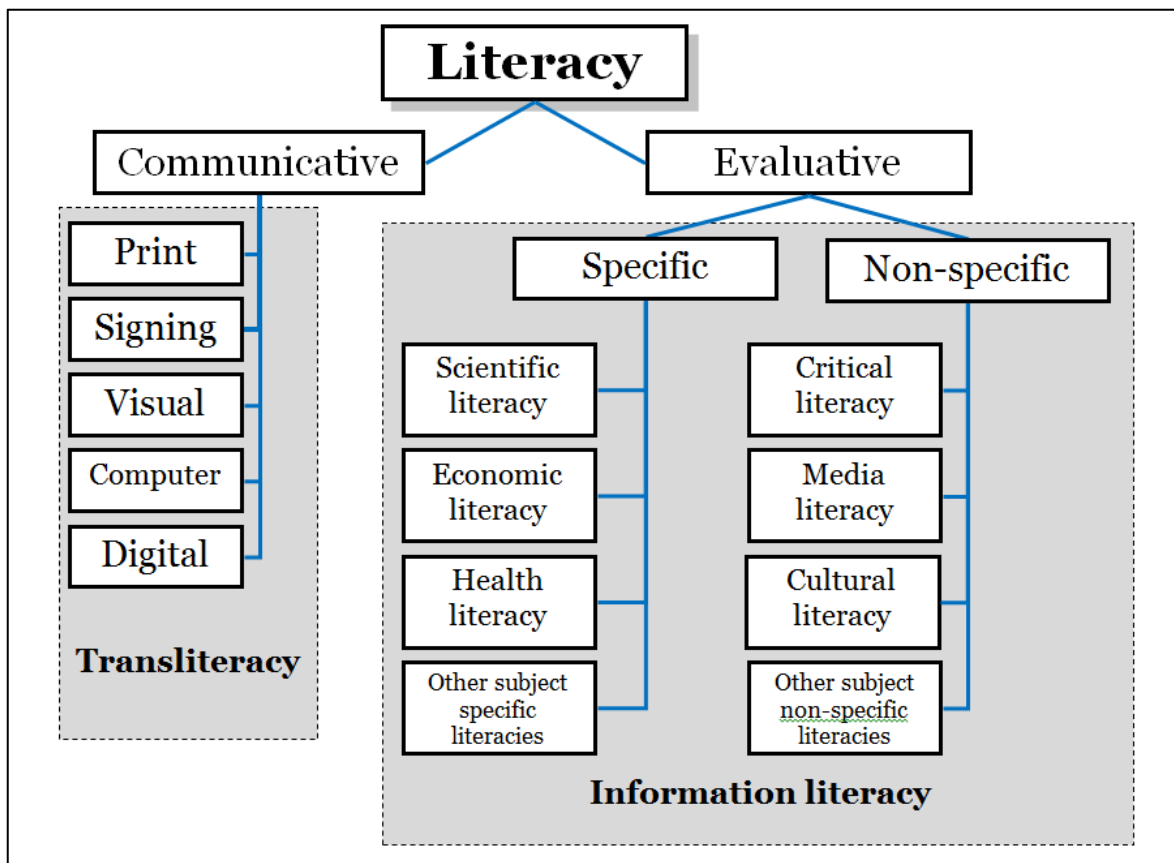 Literacy
Communicative
Evaluative
Print
Signing
Visual
Computer
Digital
Transliteracy
Specific
Non-specific
Scientific
literacy
Economic
literacy
Health
literacy
Other subject
specific
literacies
Critical
literacy
Media
literacy
Cultural
literacy
Other subject
non-specific
literacies
Information literacy